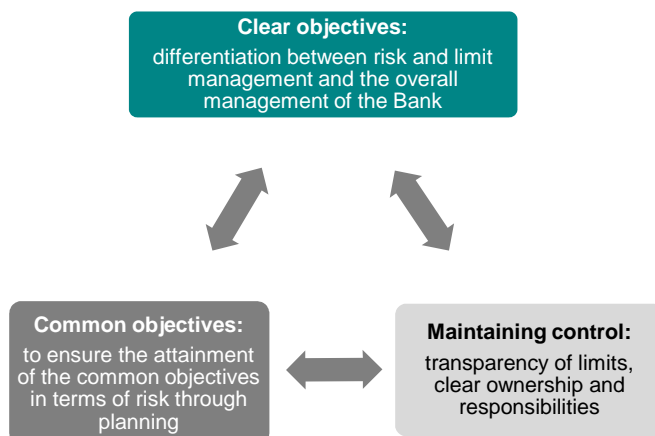 Clear objectives:
differentiation between risk and limit
management and the overall
management of the Bank
Common objectives:
to ensure the attainment
of the common objectives
in terms of risk through
planning
Maintaining control:
transparency of limits,
clear ownership and
responsibilities